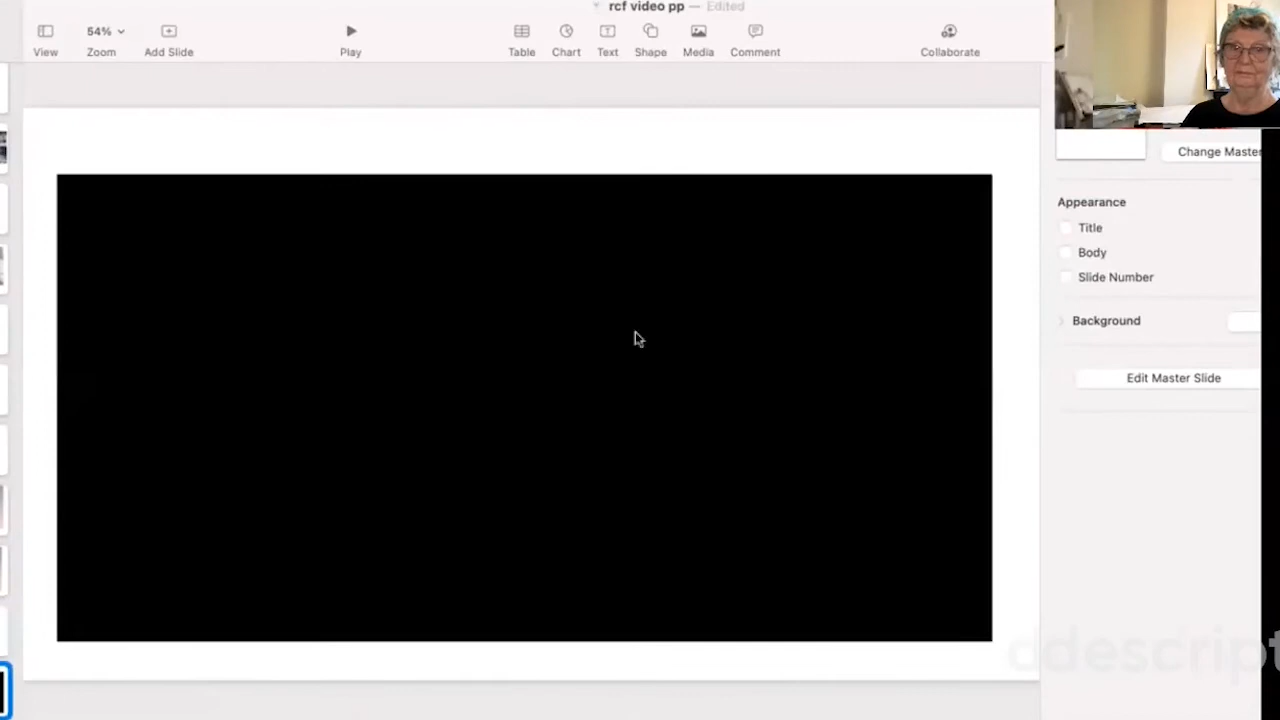 rcf video pp — Edited
View
54%
Zoom
Add Slide
Play
Table
Chart
Text
Shape
Media
Comment
Collaborate
Change Master
Appearance
Title
Body
Slide Number
Background
Edit Master Slide
ddescript